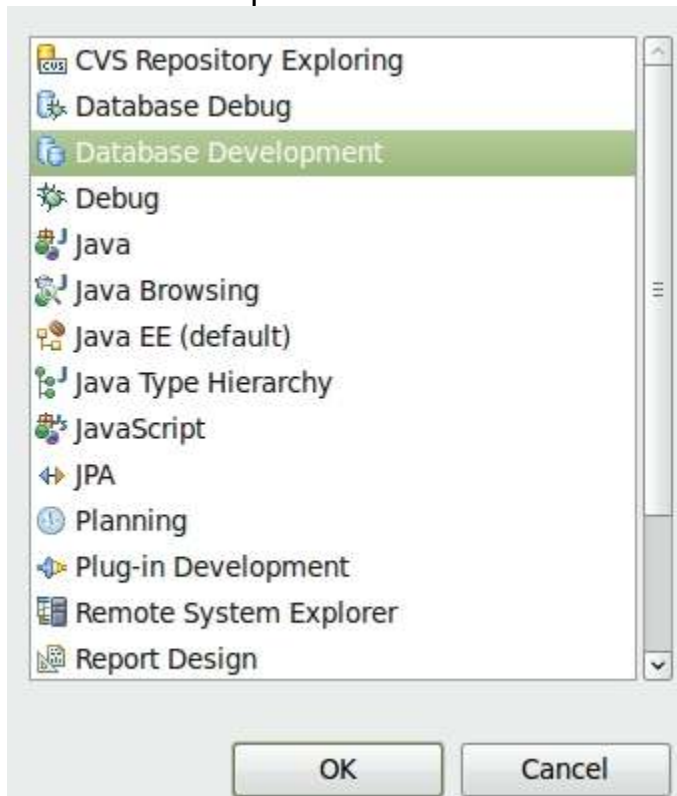 CVS Repository Exploring
Database Debug
Database Development
Debug
Java
Java Browsing
Java EE (default)
Java Type Hierarchy
JavaScript
JPA
Planning
Plug-in Development
Remote System Explorer
Report Design
OK
Cancel